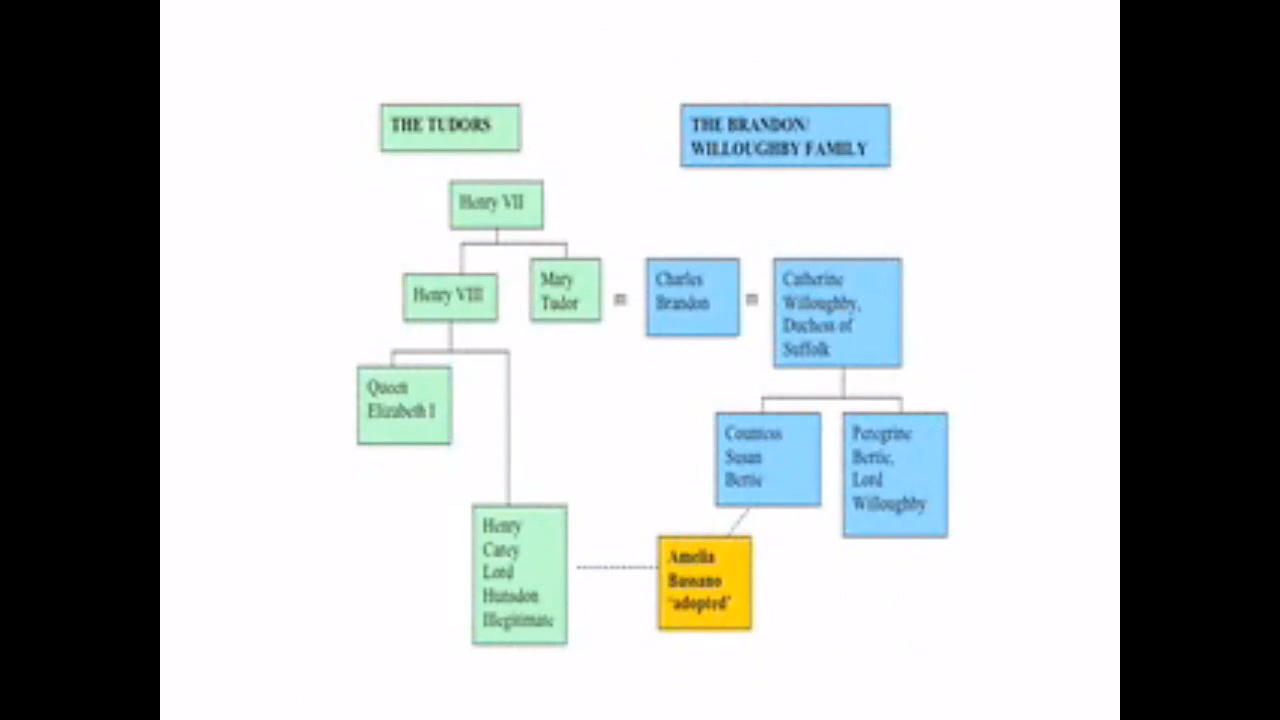 THE TUDORS
THE BRANDON/
WILLOUGHBY FAMILY
Henry VII
Henry VIII
Mary
Tudor
=
Charles
Brandon
=
Catherine
Willoughby,
Duchess of
Suffolk
Queen
Elizabeth I
Countess
Susan
Bertie
Peregrine
Bertie,
Lord
Willoughby
Henry
Carey
Lord
Hunsdon
Illegitimate
Amelia
Bassano
'adopted'